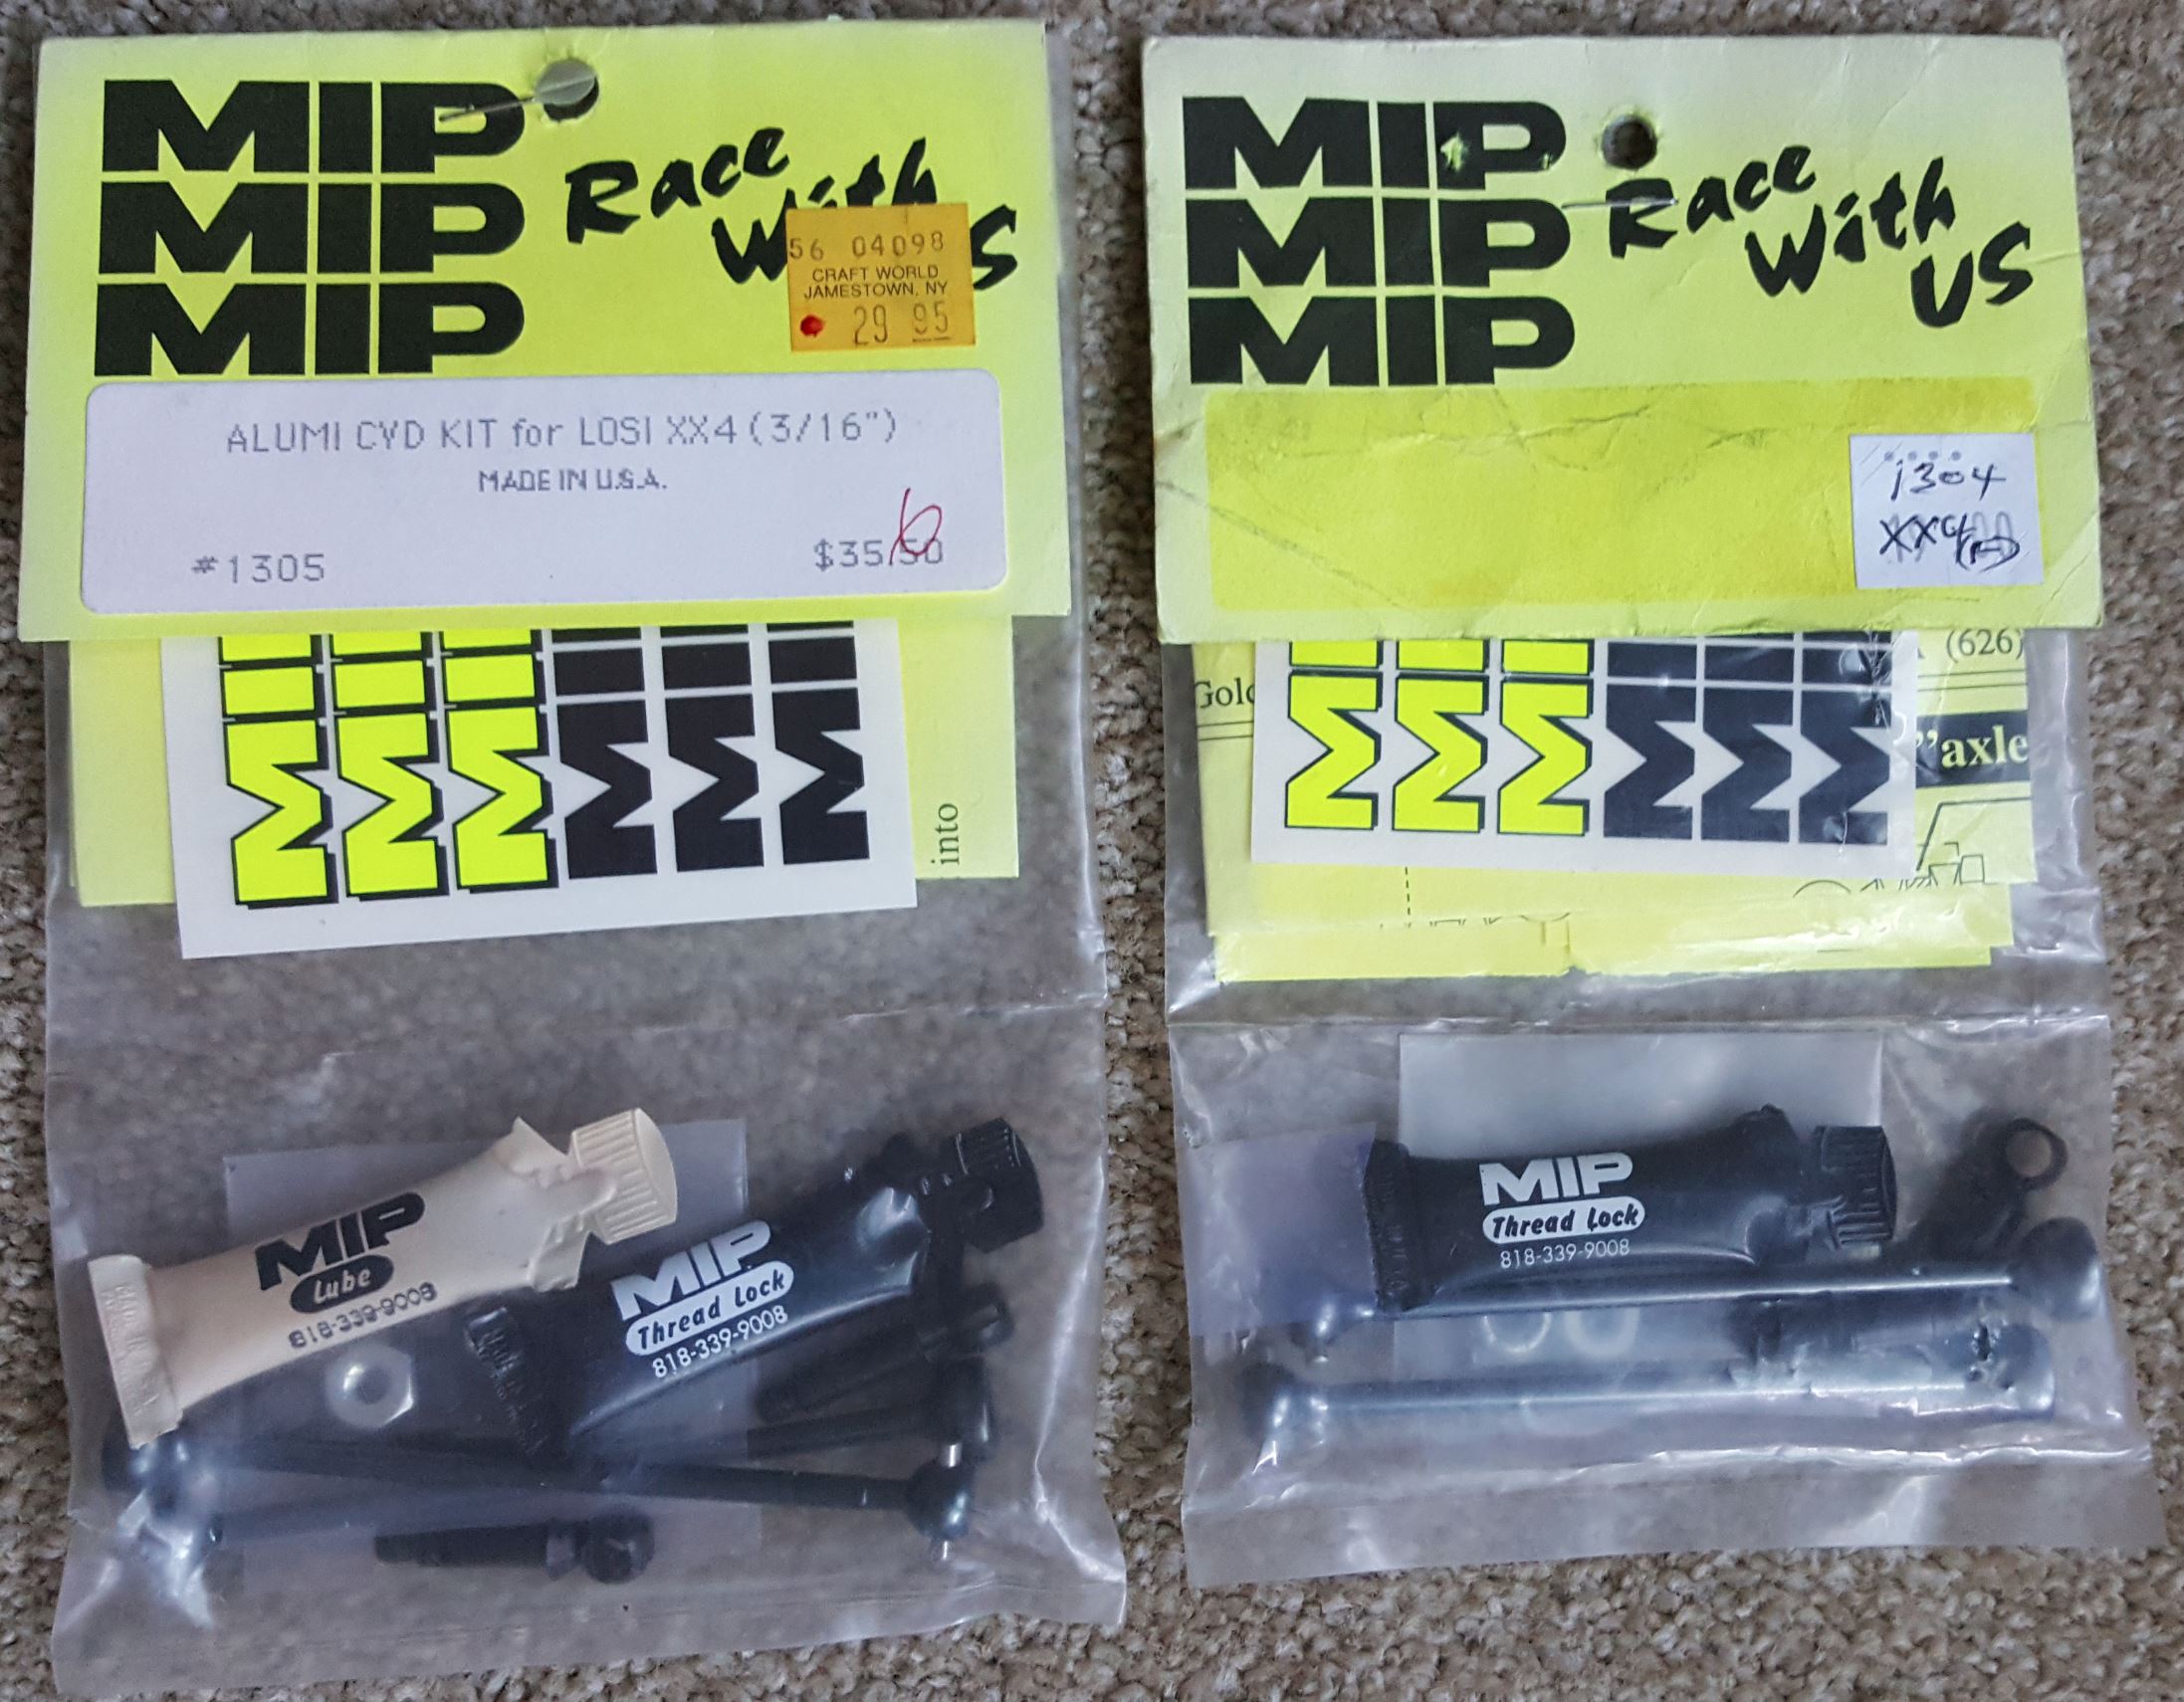 MIP
MIP
MIP
Race
With
S
56 04098
CRAFT WORLD
JAMESTOWN, NY
29 95
ALUMI CVD KIT for LOSI XX4 (3/16")
MADE IN U.S.A.
#1305
$35.50
6
into
MIP
Lube
818-339-9008
MIP
Thread Lock
818-339-9008
MIP
MIP
MIP
Race
With
US
1304
XX4
(626)
Gold
"axle
MIP
Thread Lock
818-339-9008